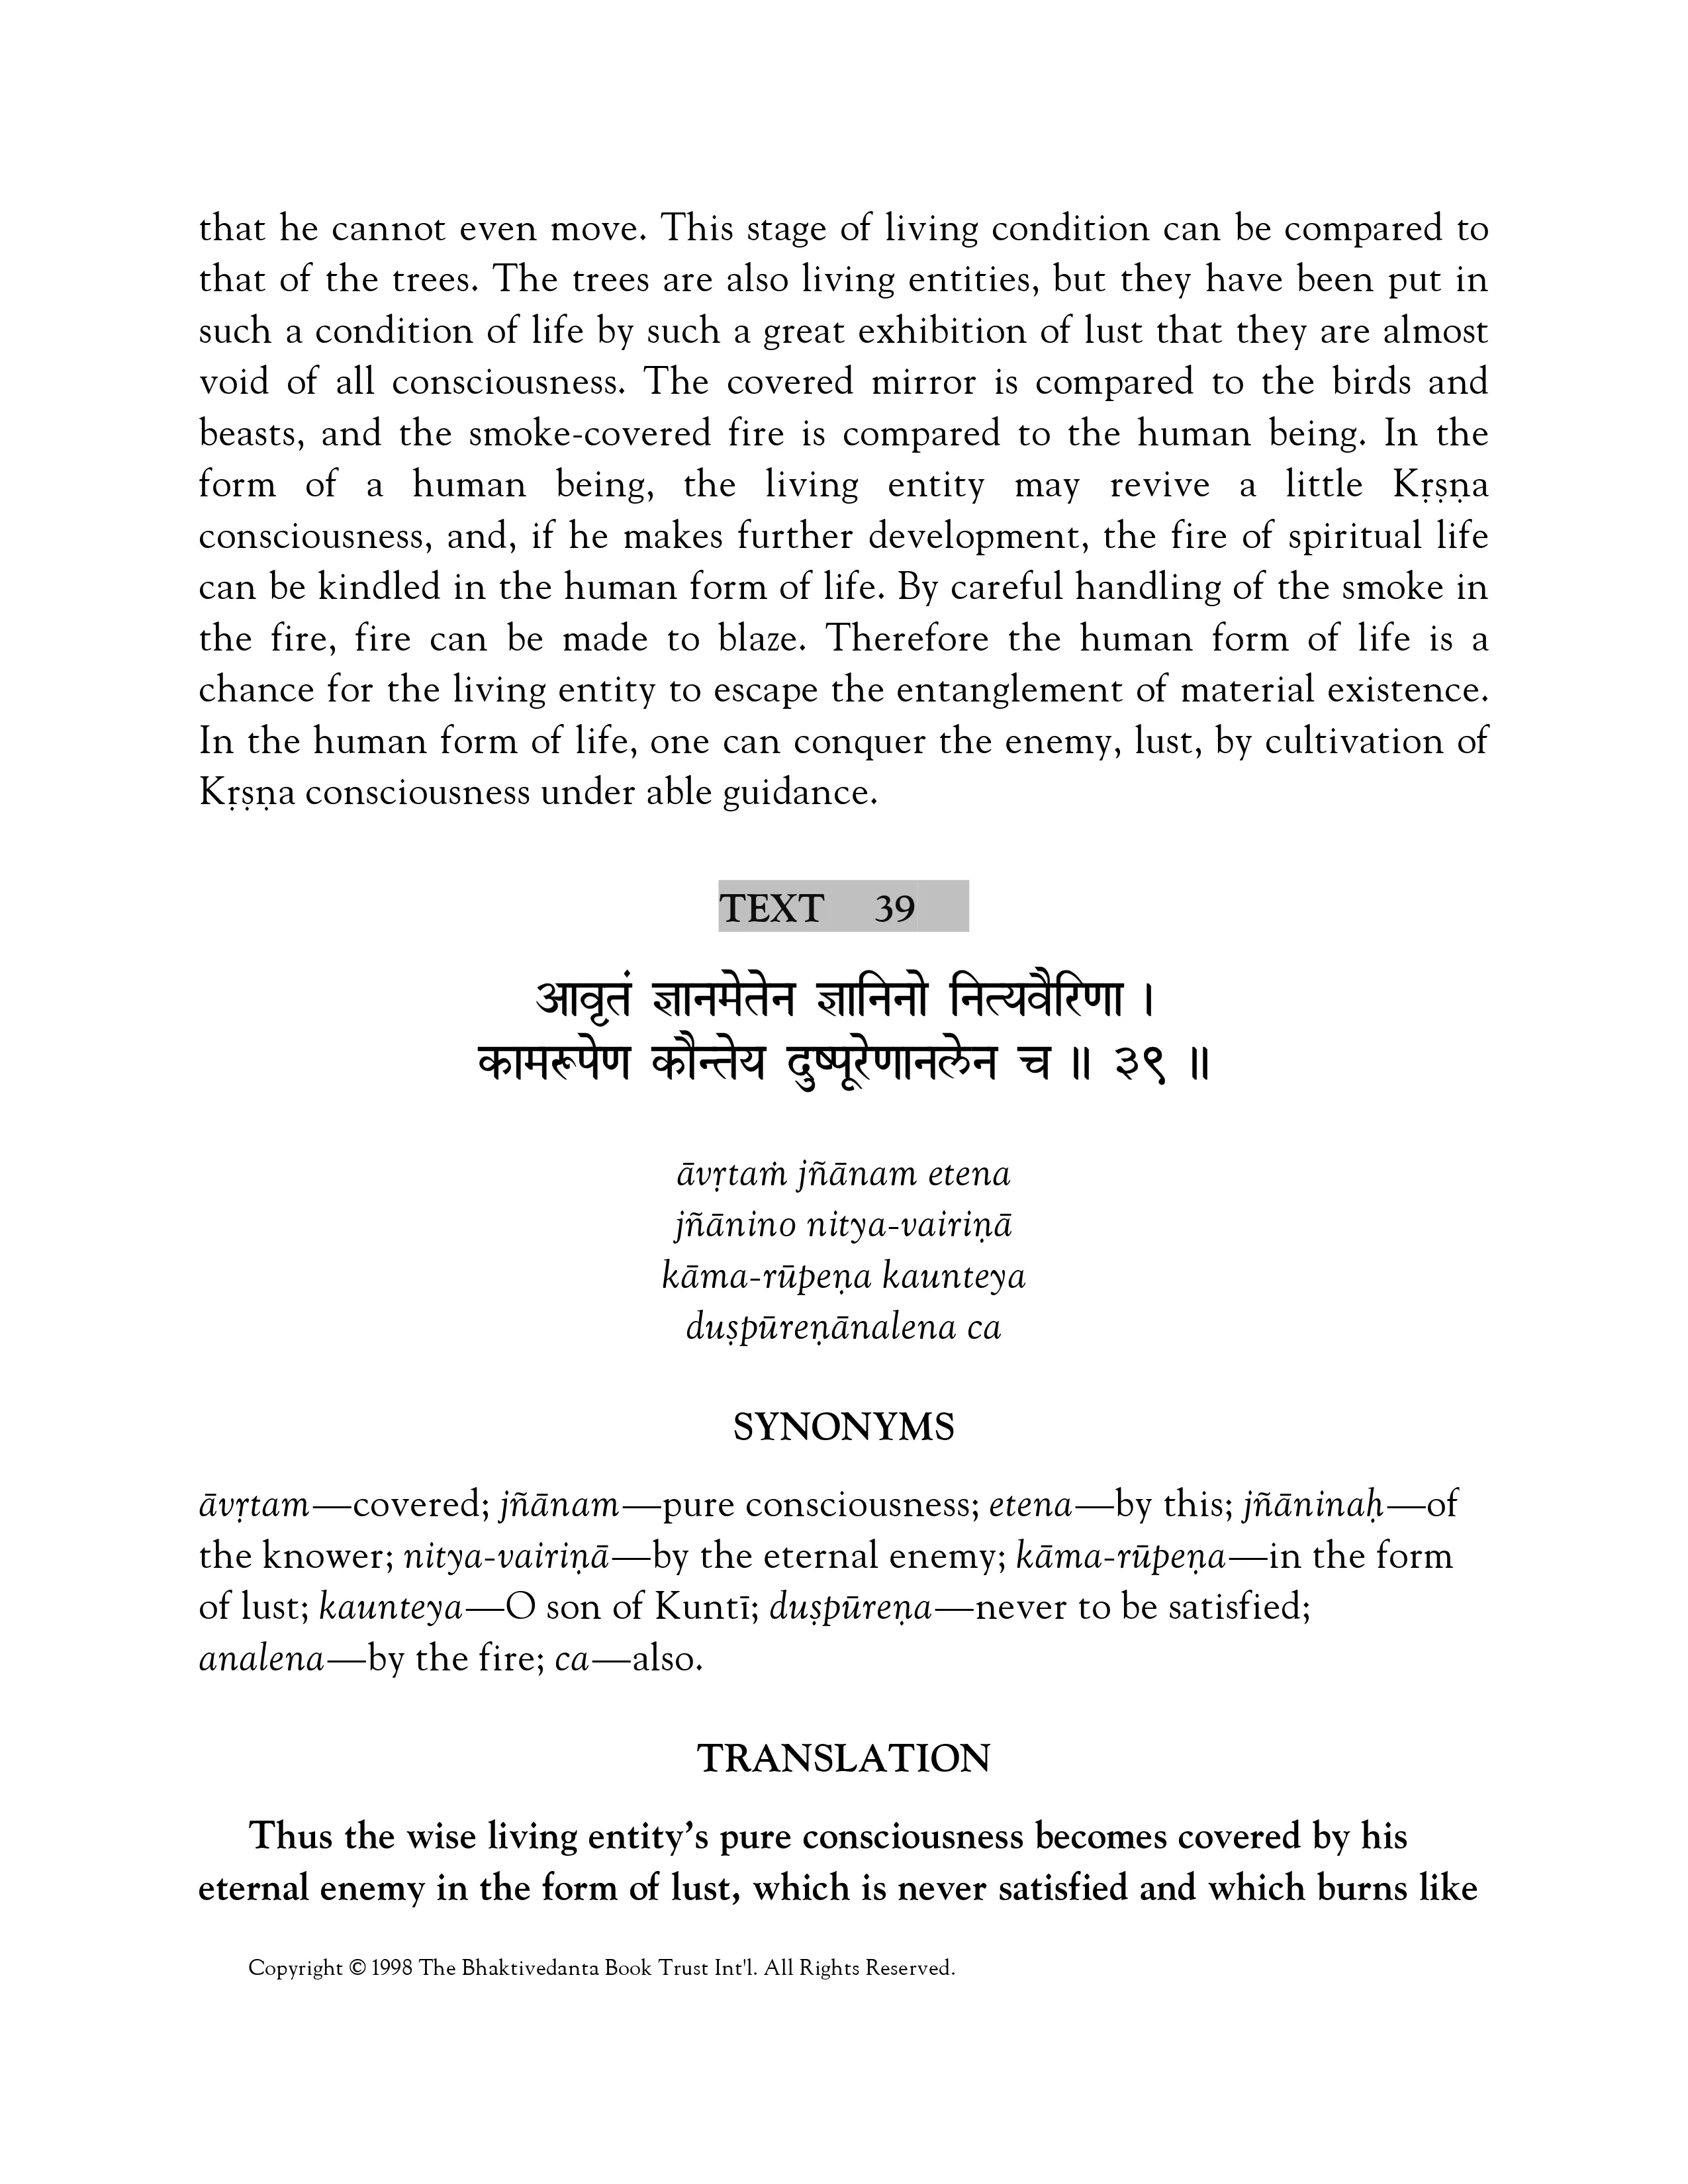 that he cannot even move. This stage of living condition can be compared to
that of the trees. The trees are also living entities, but they have been put in
such a condition of life by such a great exhibition of lust that they are almost
void of all consciousness. The covered mirror is compared to the birds and
beasts, and the smoke-covered fire is compared to the human being. In the
form of a human being, the living entity may revive a little Kṛṣṇa
consciousness, and, if he makes further development, the fire of spiritual life
can be kindled in the human form of life. By careful handling of the smoke in
the fire, fire can be made to blaze. Therefore the human form of life is a
chance for the living entity to escape the entanglement of material existence.
In the human form of life, one can conquer the enemy, lust, by cultivation of
Kṛṣṇa consciousness under able guidance.
TEXT 39
आवृतं ज्ञानमेतेन ज्ञानिनो नित्यवैरिणा ।
कामरूपेण कौन्तेय दुष्पूरेणानलेन च ॥ ३९ ॥
āvṛtaṁ jñānam etena
jñānino nitya-vairiṇā
kāma-rūpeṇa kaunteya
duṣpūreṇānalena ca
SYNONYMS
āvṛtam—covered; jñānam—pure consciousness; etena—by this; jñāninaḥ—of
the knower; nitya-vairiṇā—by the eternal enemy; kāma-rūpeṇa—in the form
of lust; kaunteya—O son of Kuntī; duṣpūreṇa—never to be satisfied;
analena—by the fire; ca—also.
TRANSLATION
Thus the wise living entity’s pure consciousness becomes covered by his
eternal enemy in the form of lust, which is never satisfied and which burns like
Copyright © 1998 The Bhaktivedanta Book Trust Int'l. All Rights Reserved.